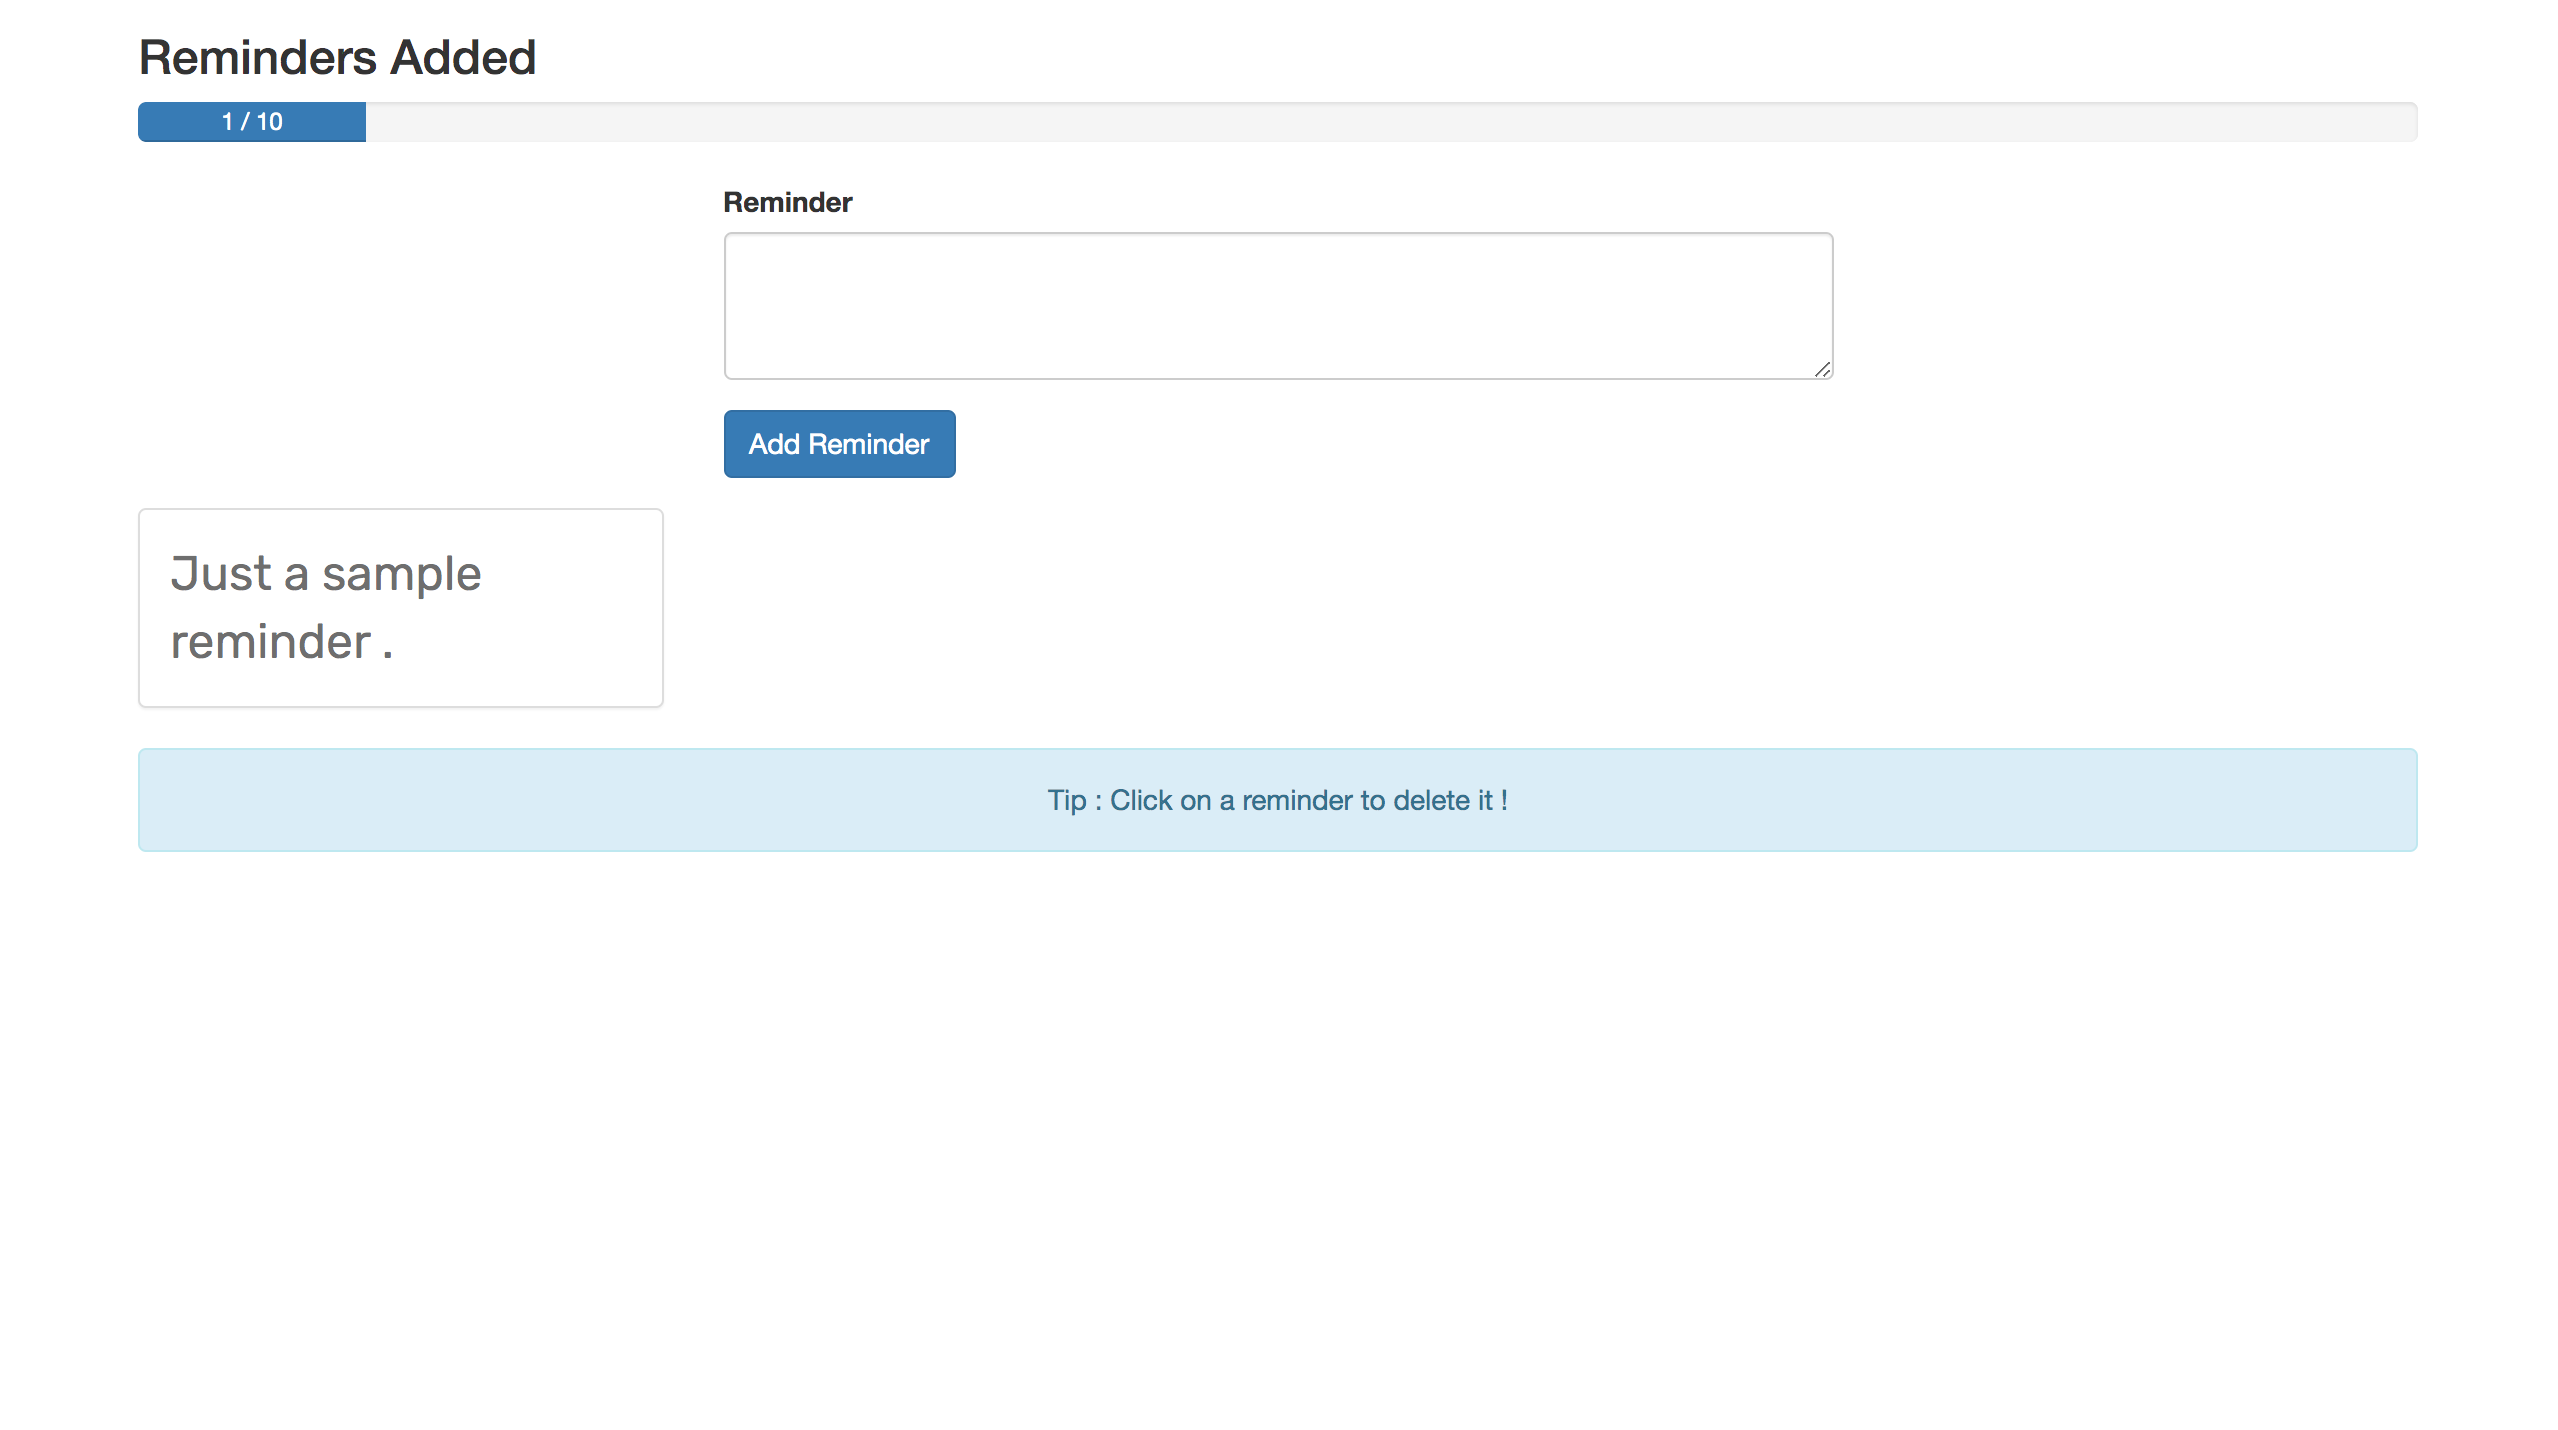 Reminders Added
1 / 10
Reminder
Add Reminder
Just a sample
reminder .
Tip : Click on a reminder to delete it !